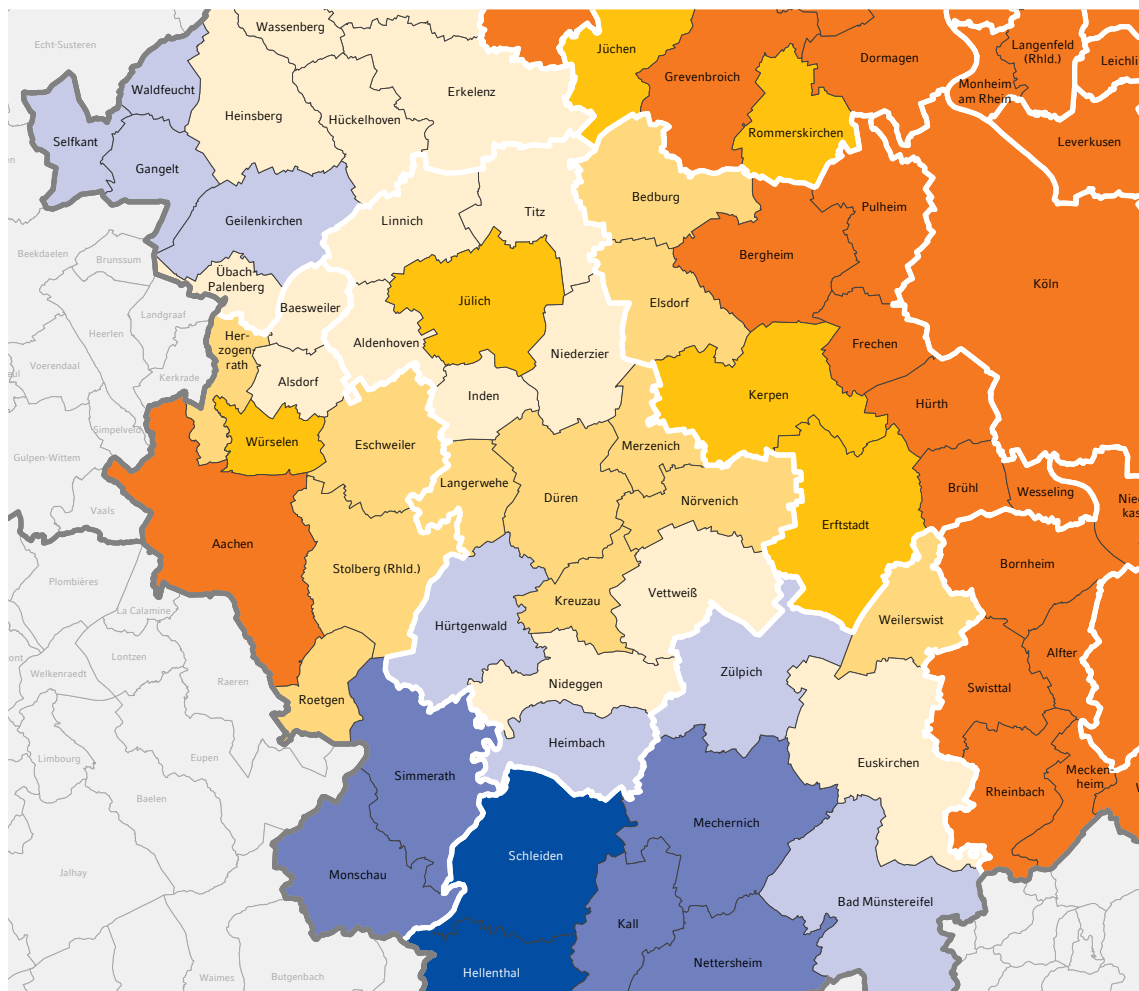 Echt-Susteren
Wassenberg
Jüchen
Grevenbroich
Dormagen
Langenfeld
(Rhld.)
Monheim
am Rhein
Waldfeucht
Erkelenz
Heinsberg
Hückelhoven
Rommerskirchen
Leverkusen
Selfkant
Gangelt
Geilenkirchen
Linnich
Titz
Bedburg
Pulheim
Bergheim
Köln
Beekdaelen
Brunssum
Übach-
Palenberg
Baesweiler
Jülich
Elsdorf
Landgraaf
Heerlen
Her-
zogen-
rath
Aldenhoven
Niederzier
Frechen
Voerendaal
Kerkrade
Alsdorf
Inden
Kerpen
Hürth
Simpelveld
Würselen
Eschweiler
Merzenich
Gulpen-Wittem
Langerwehe
Düren
Nörvenich
Brühl
Wesseling
Vaals
Aachen
Erftstadt
Stolberg (Rhld.)
Bornheim
Plombières
Vettweiß
Kreuzau
La Calamine
Hürtgenwald
Weilerswist
Lontzen
Alfter
Welkenraedt
Raeren
Zülpich
Nideggen
Swisttal
Roetgen
Heimbach
Limbourg
Eupen
Simmerath
Euskirchen
Mecken-
heim
Rheinbach
Baelen
Mechernich
Schleiden
Jalhay
Monschau
Bad Münstereifel
Kall
Nettersheim
Hellenthal
Waimes
Butgenbach